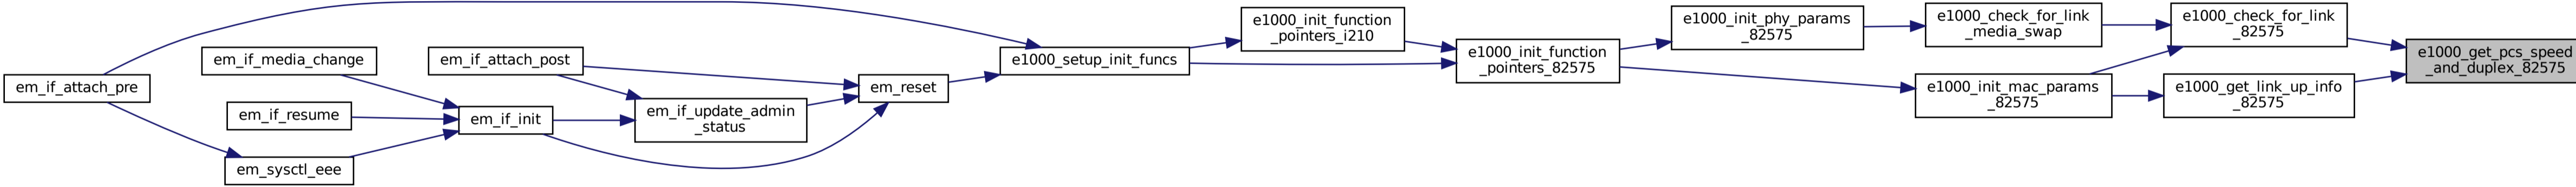 em_if_attach_pre
em_if_media_change
em_if_resume
em_sysctl_eee
em_if_attach_post
em_if_init
em_if_update_admin
_status
em_reset
e1000_setup_init_funcs
e1000_init_function
_pointers_i210
e1000_init_function
_pointers_82575
e1000_init_phy_params
_82575
e1000_check_for_link
_media_swap
e1000_init_mac_params
_82575
e1000_check_for_link
_82575
e1000_get_link_up_info
_82575
e1000_get_pcs_speed
_and_duplex_82575